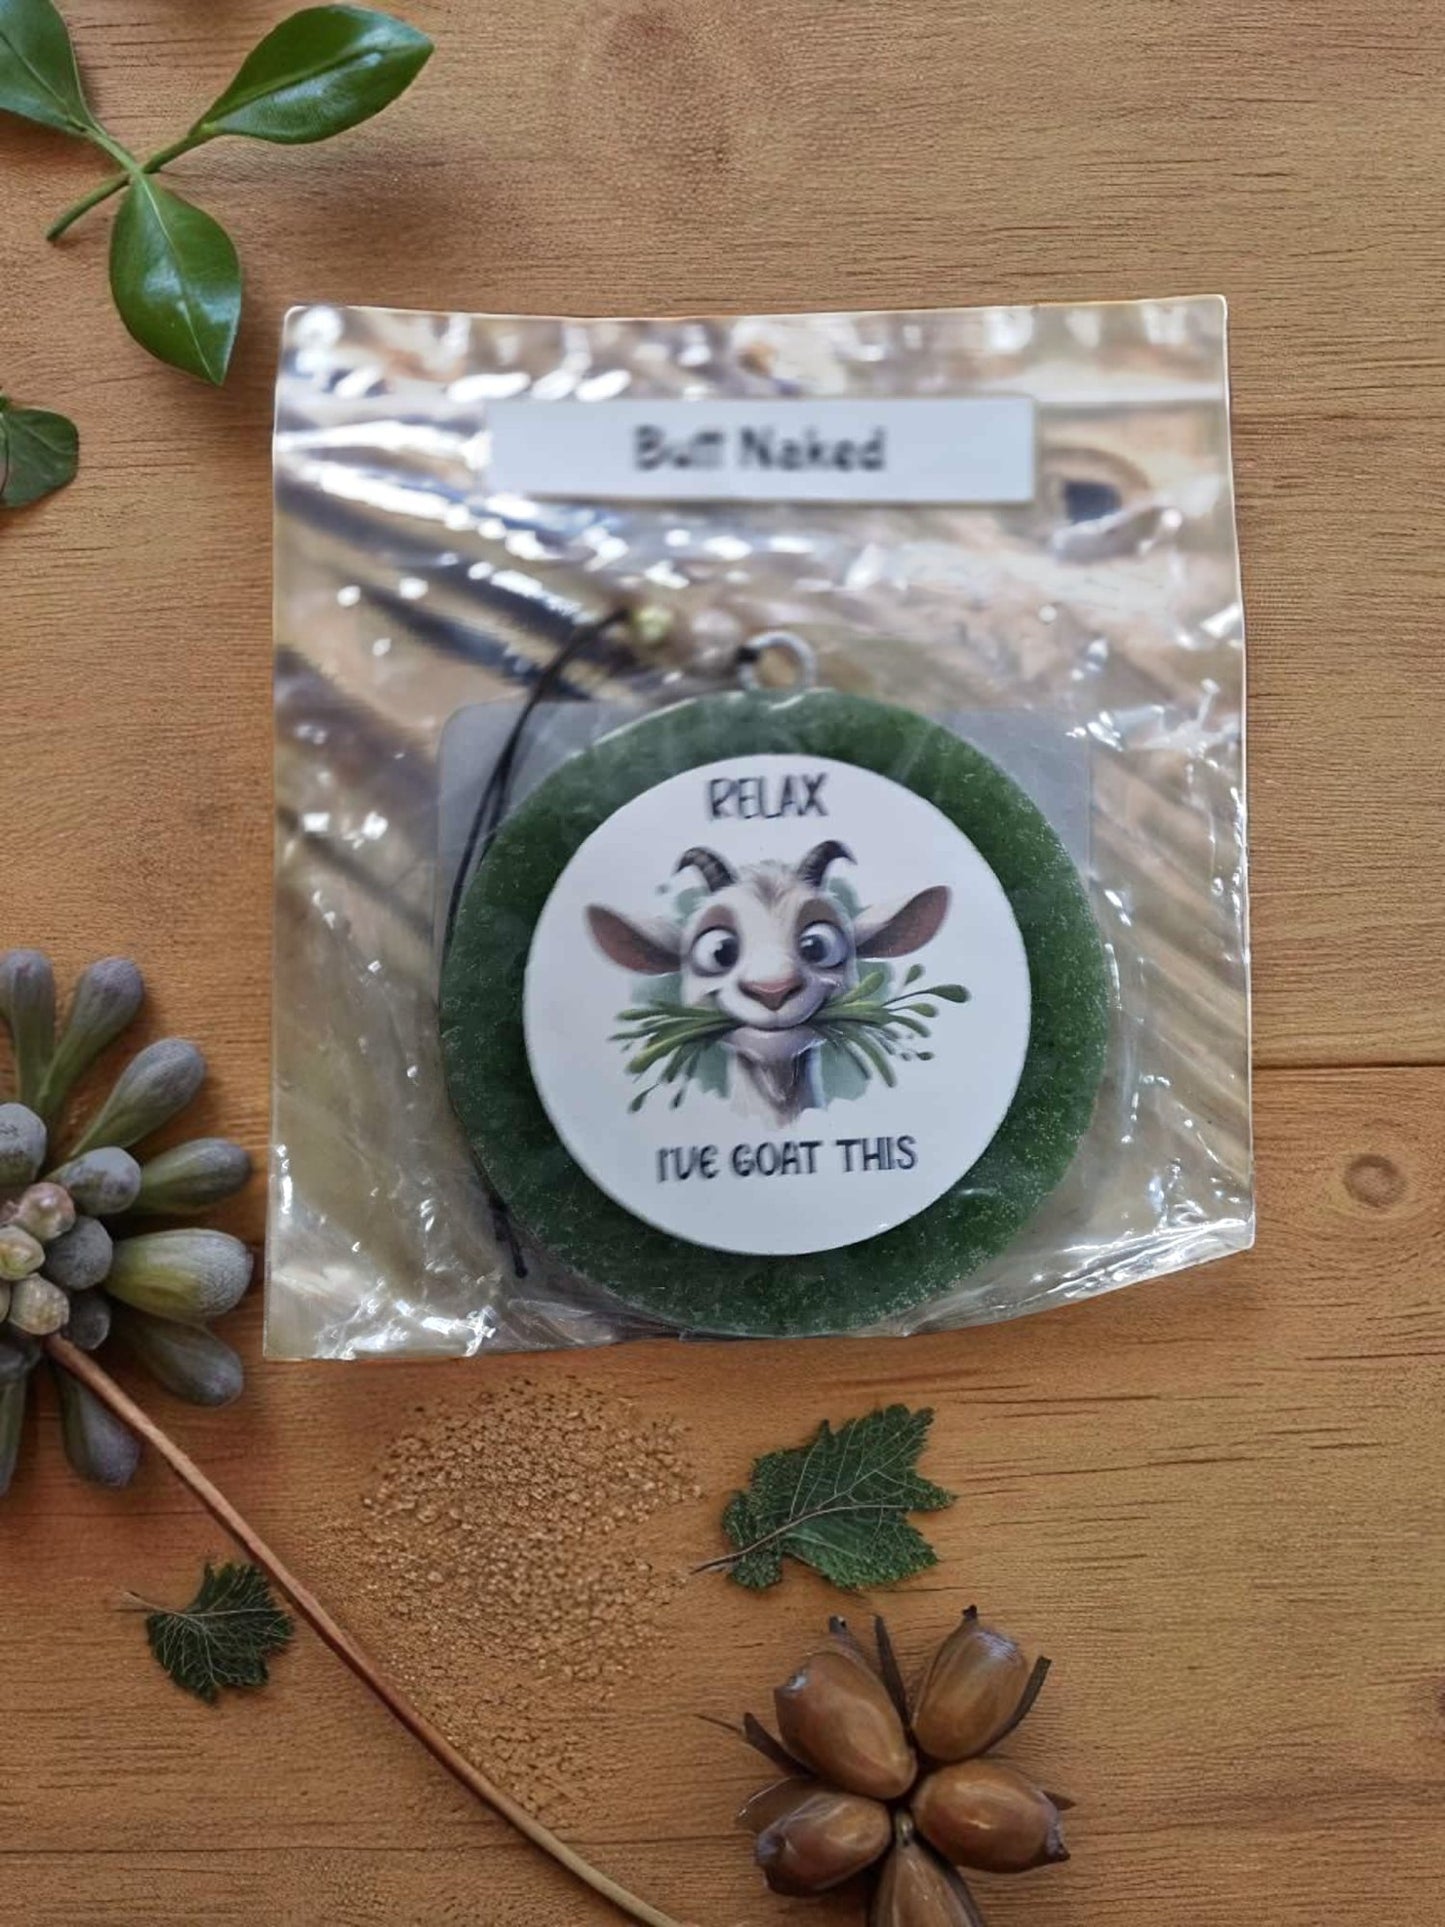 Butt Naked
RELAX
I'VE GOAT THIS